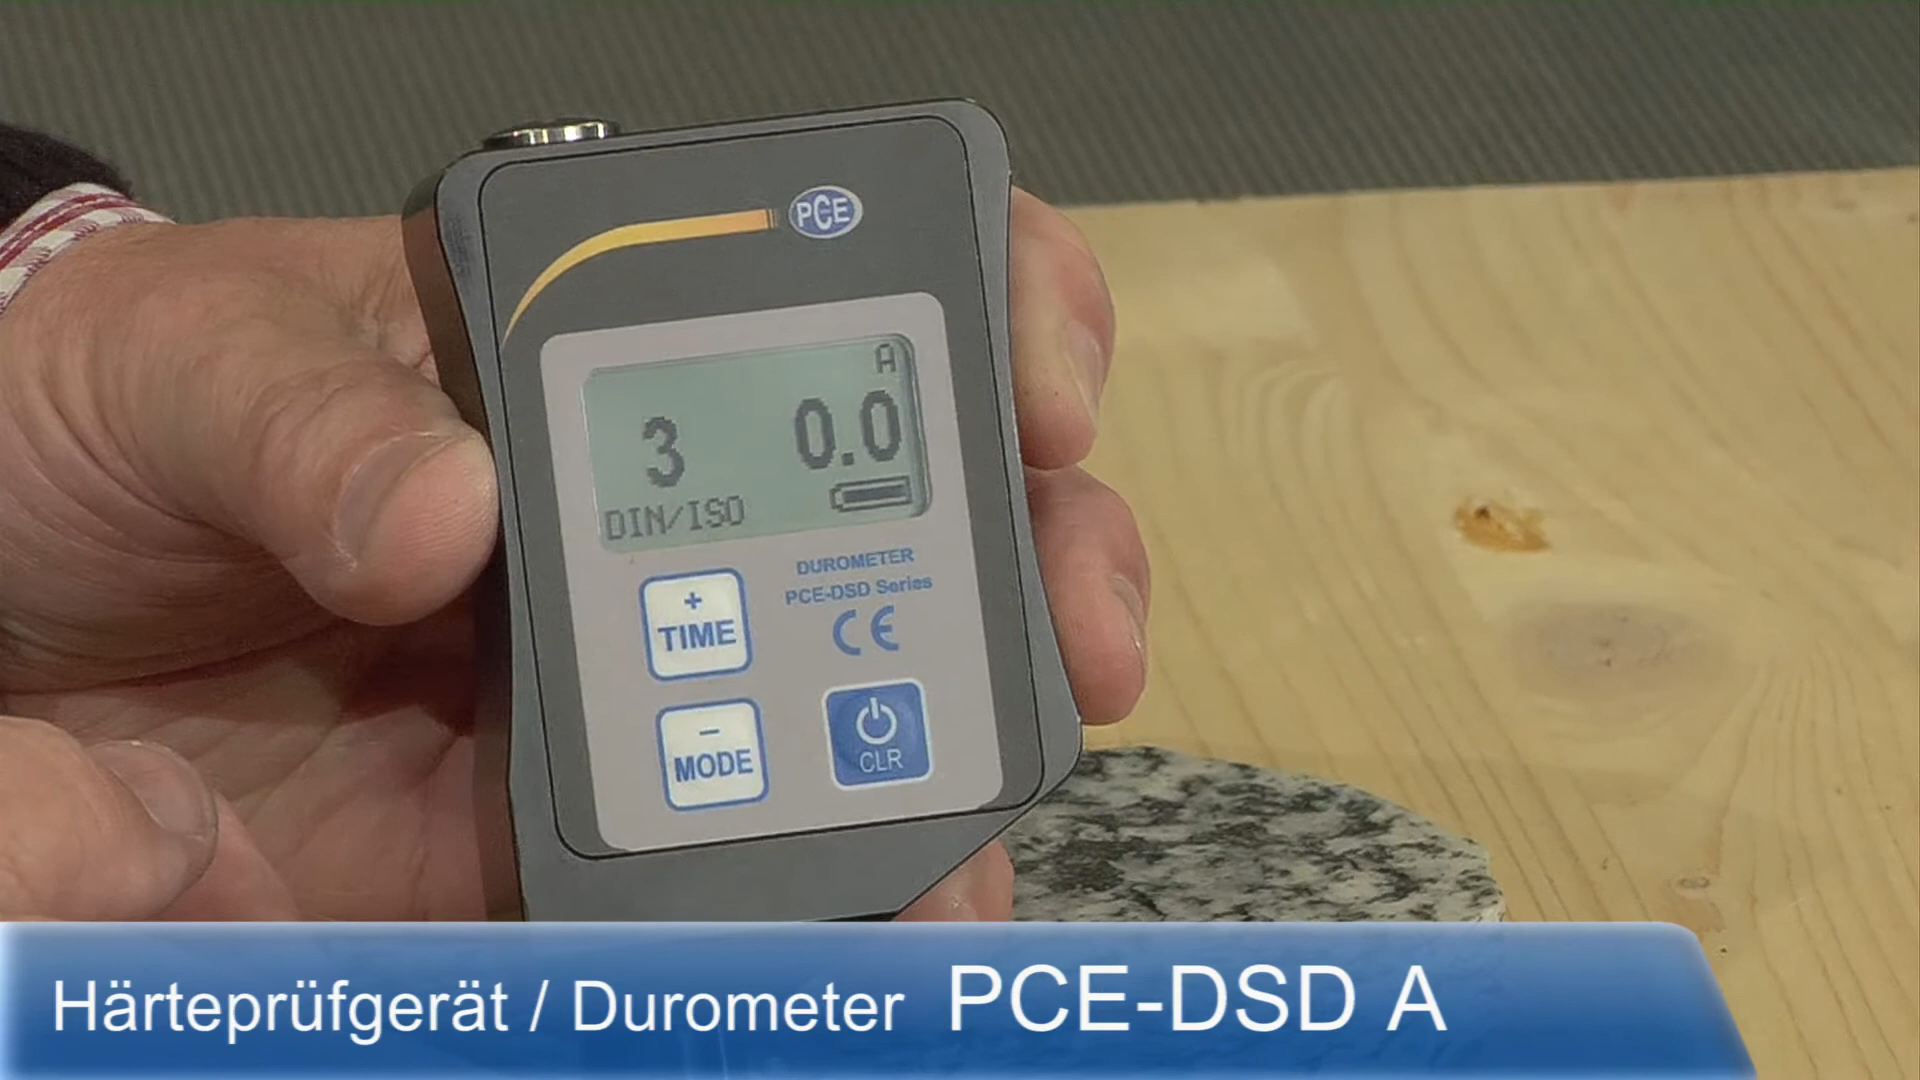 PCE
A
3 0.0
DIN/ISO
DUROMETER
PCE-DSD Series
CE
+
TIME
-
MODE
CLR
Härteprüfgerät / Durometer PCE-DSD A